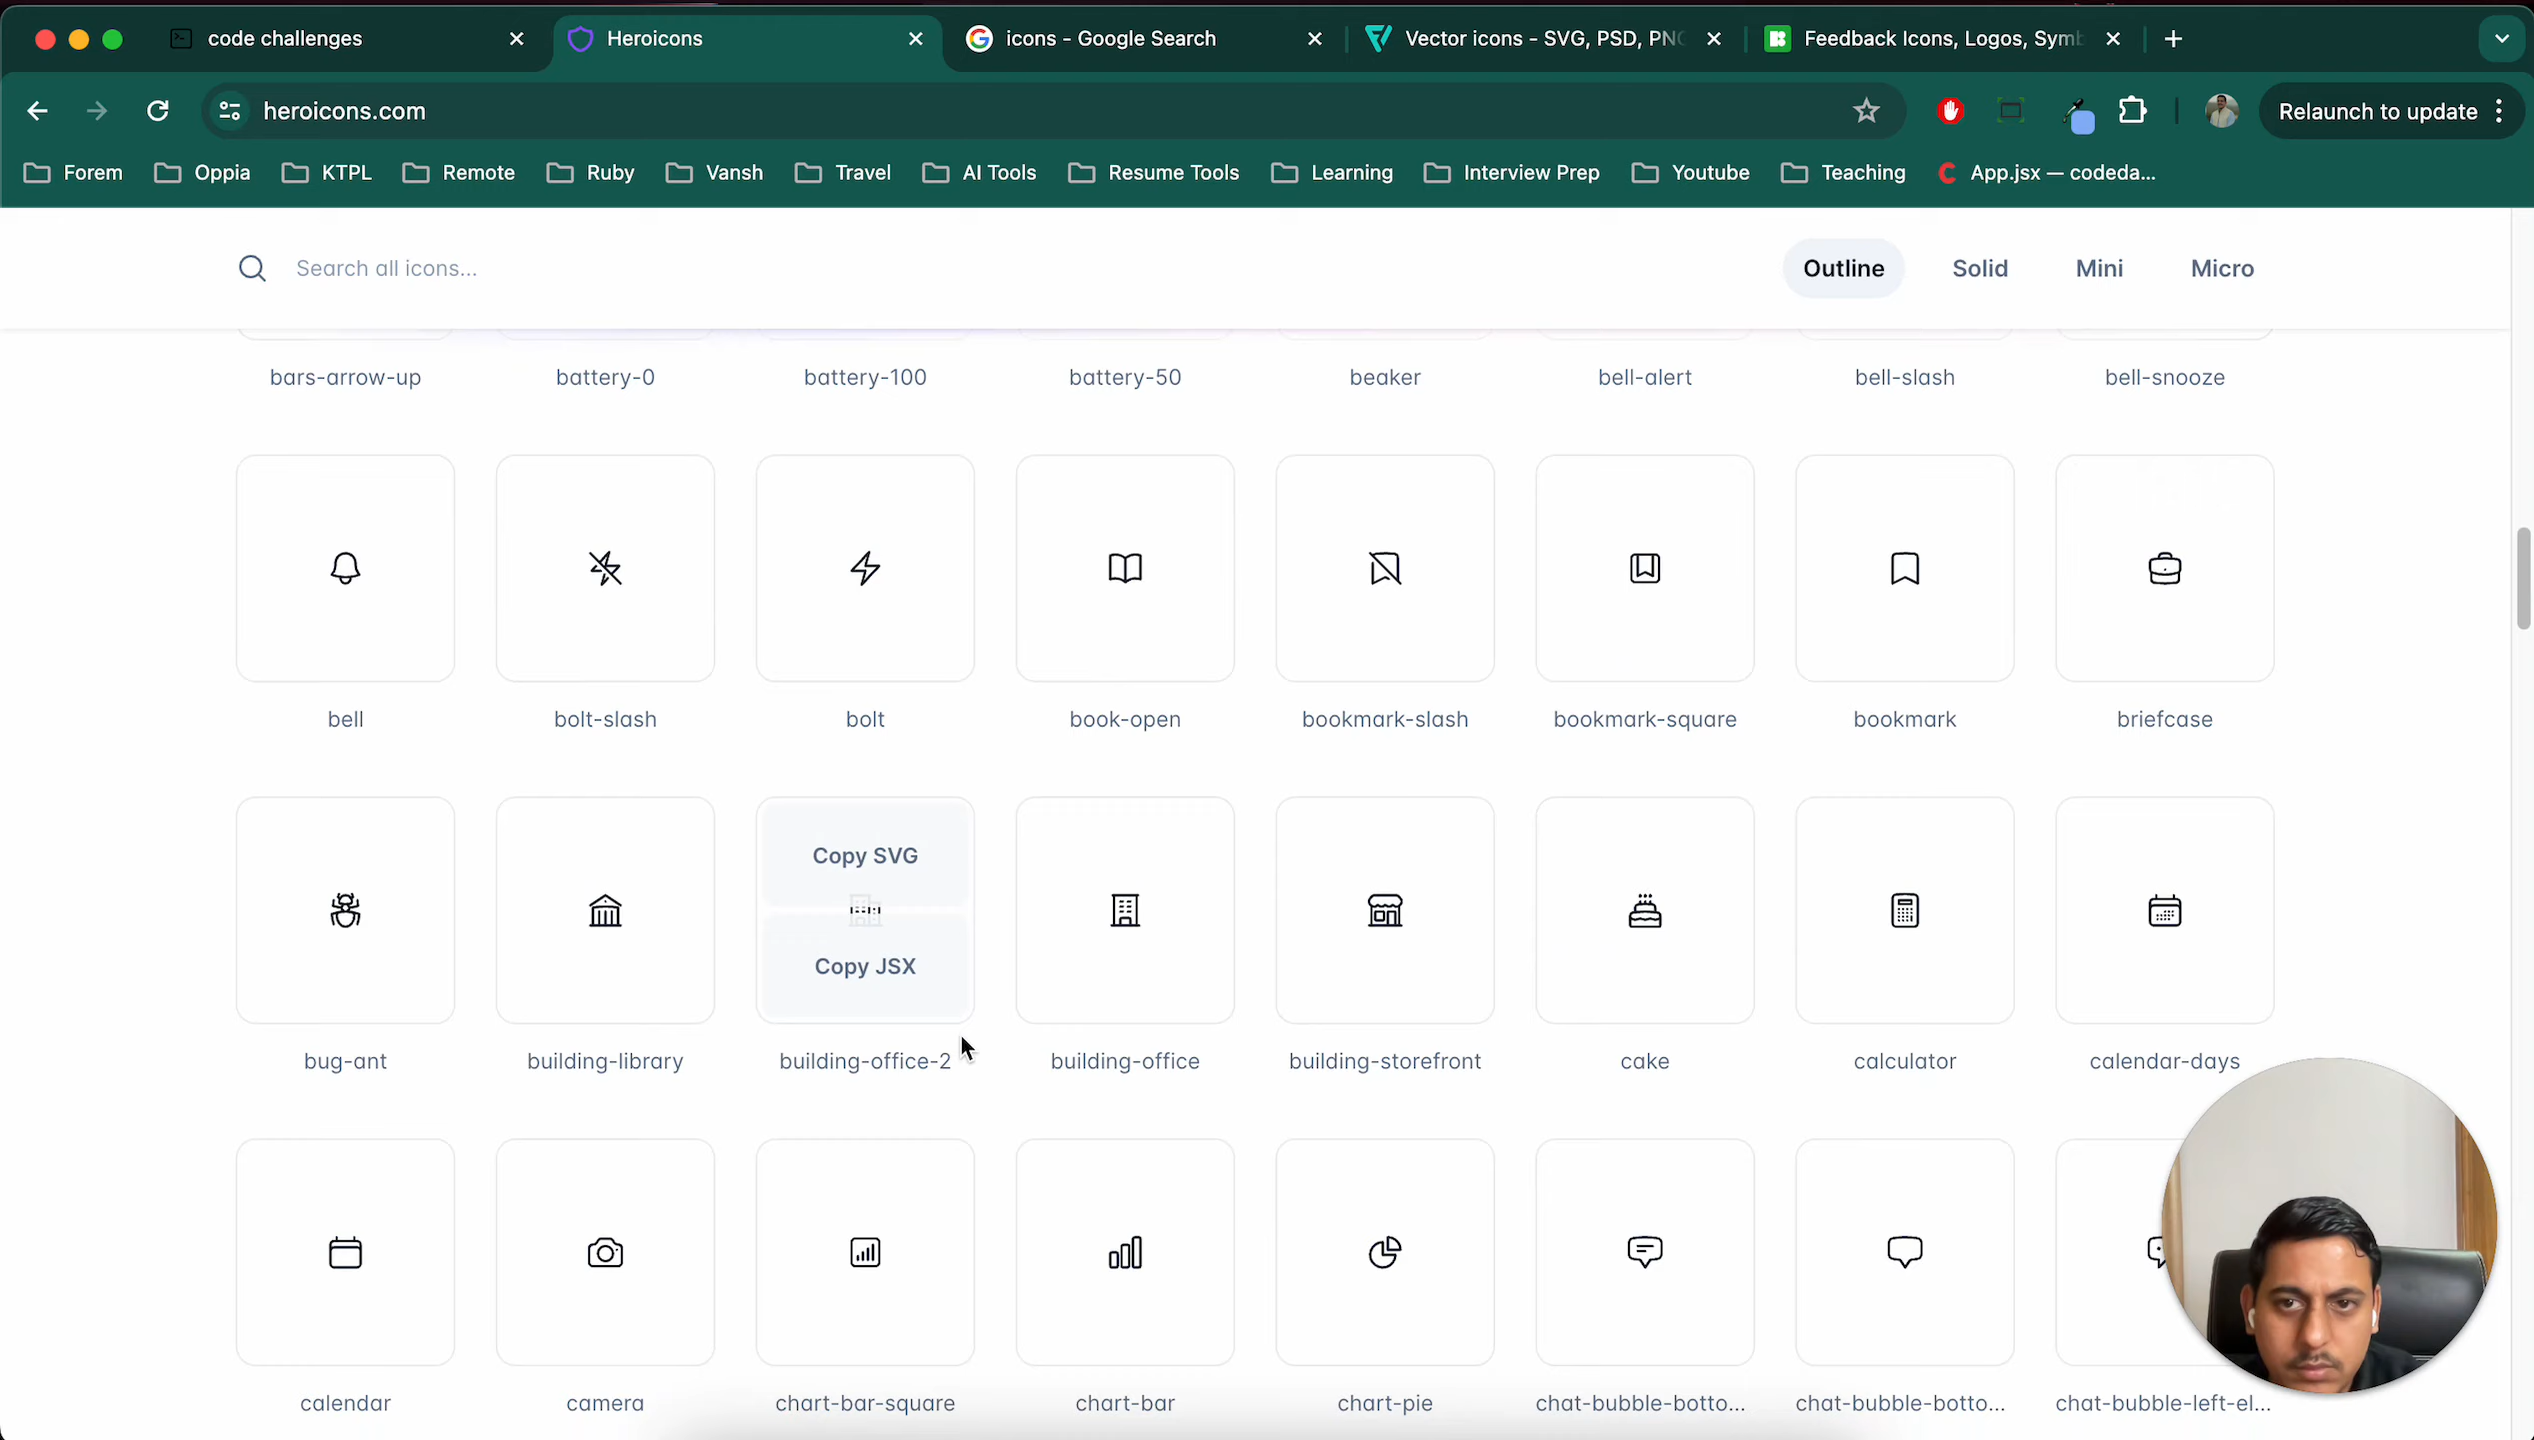 code challenges
Heroicons
icons - Google Search
Vector icons - SVG, PSD, PNG
Feedback Icons, Logos, Symb
heroicons.com
Relaunch to update
Forem
Oppia
KTPL
Remote
Ruby
Vansh
Travel
AI Tools
Resume Tools
Learning
Interview Prep
Youtube
Teaching
App.jsx — codeda...
Search all icons...
Outline
Solid
Mini
Micro
bars-arrow-up
battery-0
battery-100
battery-50
beaker
bell-alert
bell-slash
bell-snooze
bell
bolt-slash
bolt
book-open
bookmark-slash
bookmark-square
bookmark
briefcase
Copy SVG
Copy JSX
bug-ant
building-library
building-office-2
building-office
building-storefront
cake
calculator
calendar-days
calendar
camera
chart-bar-square
chart-bar
chart-pie
chat-bubble-botto...
chat-bubble-botto...
chat-bubble-left-el...